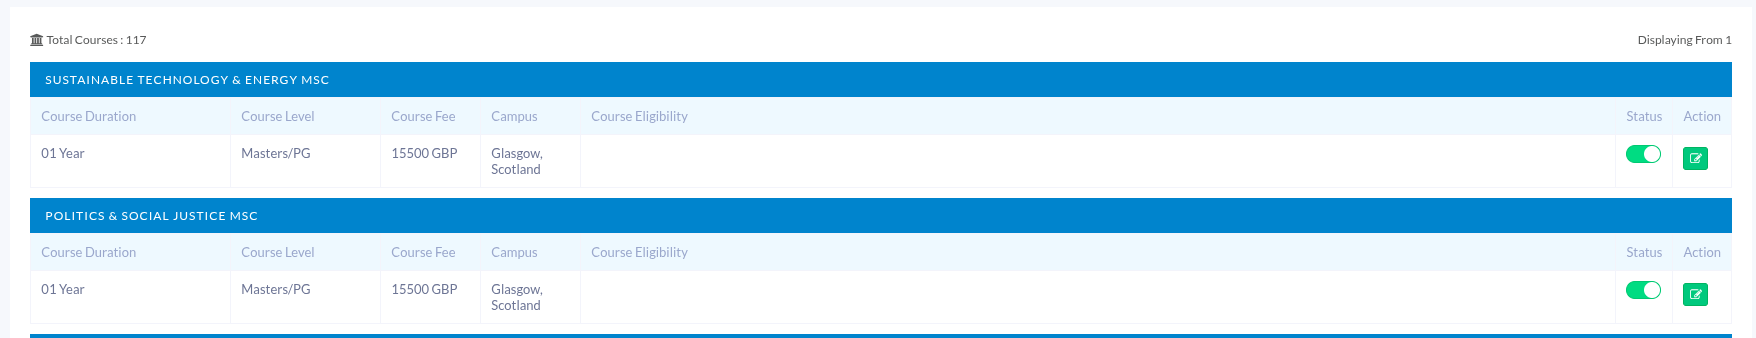 Total Courses : 117
Displaying From 1
SUSTAINABLE TECHNOLOGY & ENERGY MSC
Course Duration Course Level Course Fee Campus Course Eligibility Status Action
01 Year Masters/PG 15500 GBP Glasgow,
Scotland
POLITICS & SOCIAL JUSTICE MSC
Course Duration Course Level Course Fee Campus Course Eligibility Status Action
01 Year Masters/PG 15500 GBP Glasgow,
Scotland